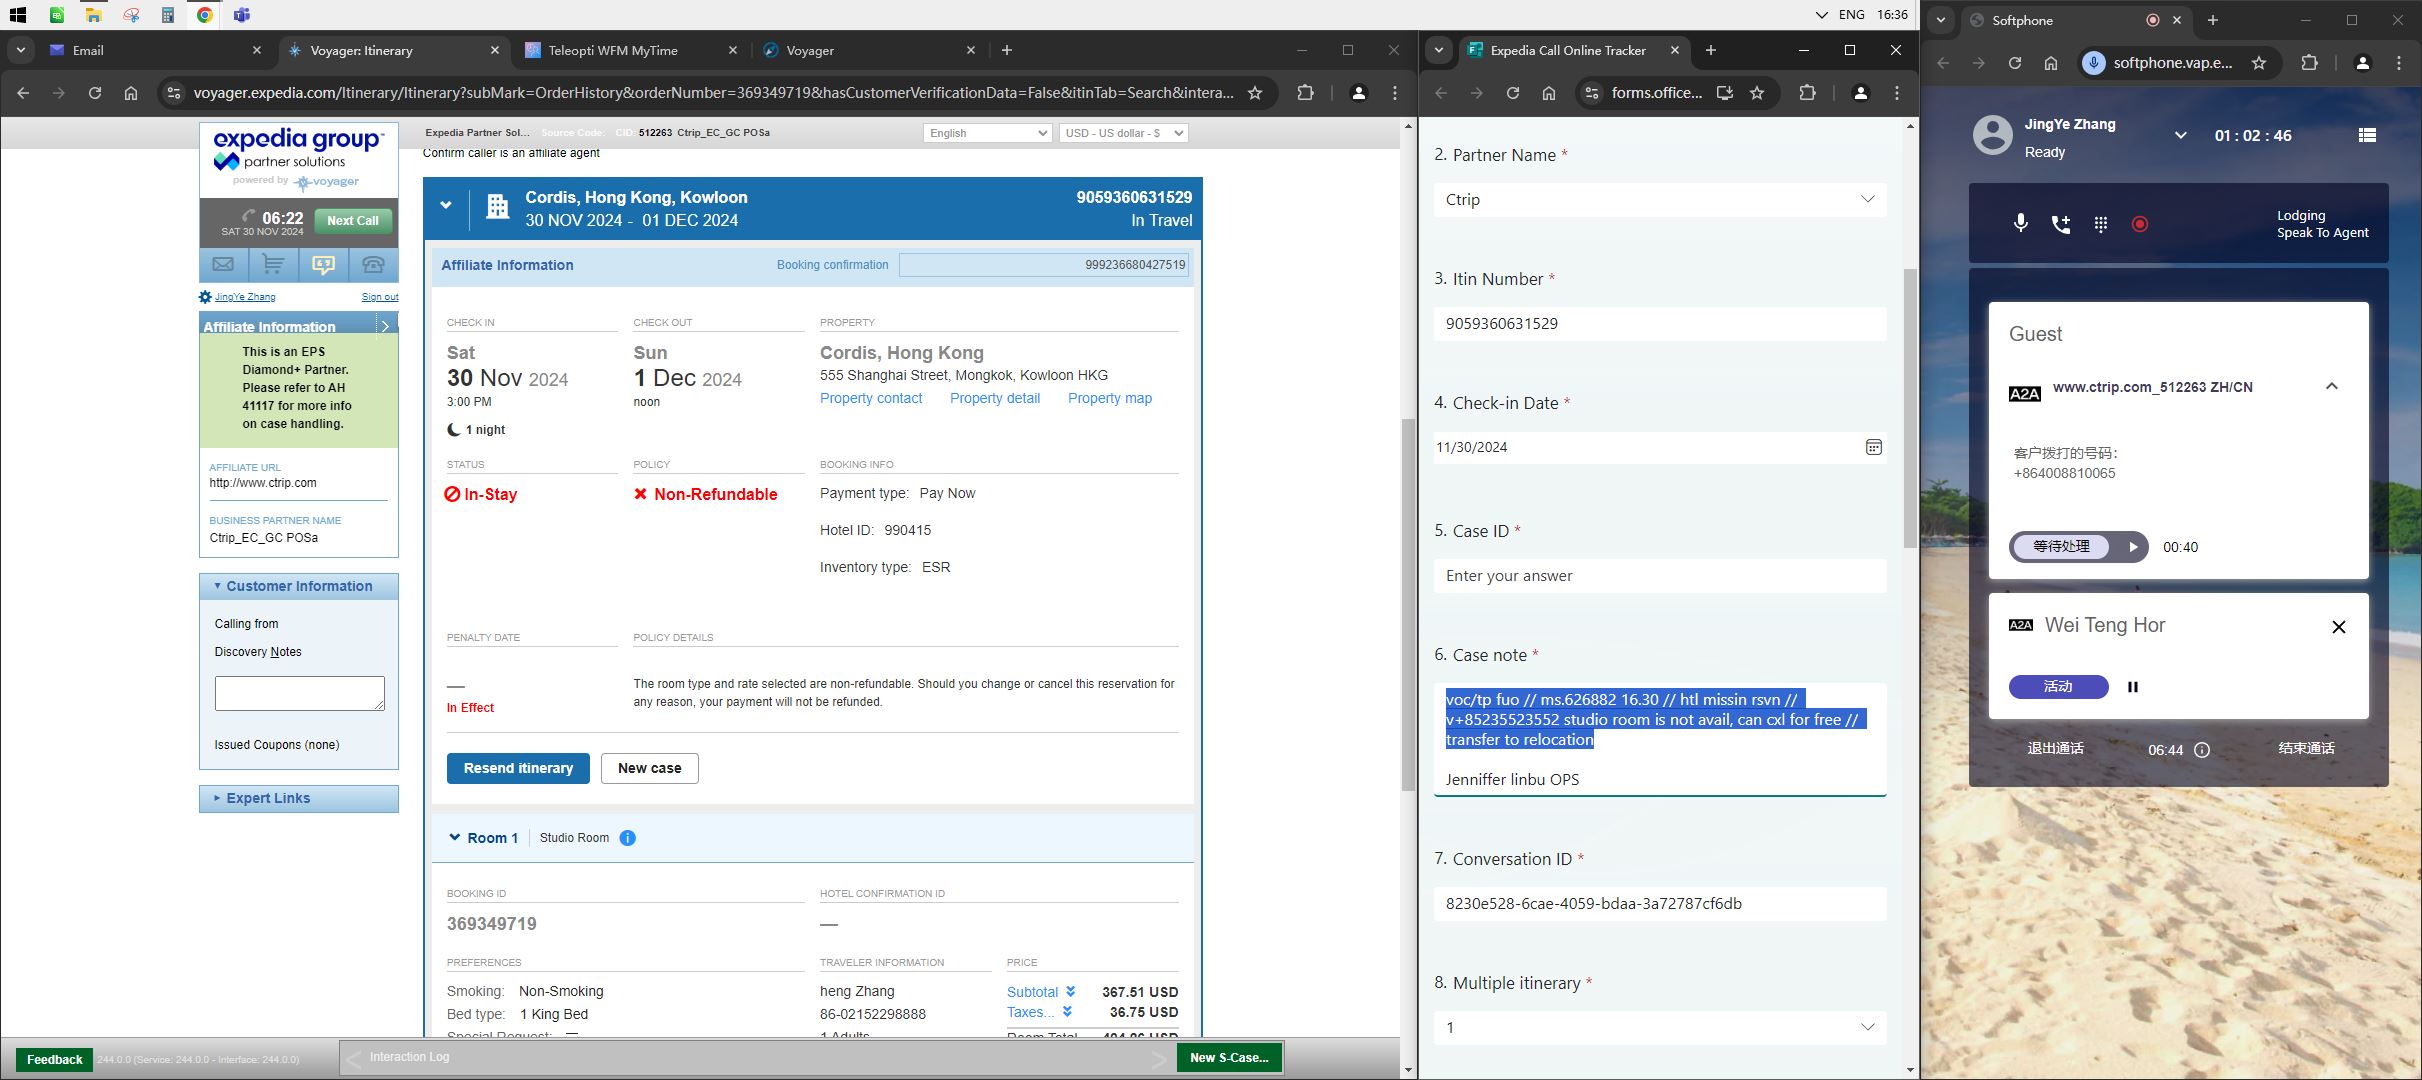 ENG 16:36
Email
Voyager: Itinerary
Teleopti WFM MyTime
Voyager
voyager.expedia.com/Itinerary/Itinerary?subMark=OrderHistory&orderNumber=369349719&hasCustomerVerificationData=False&itinTab=Search&intera...
expedia group™
partner solutions
powered by voyager
06:22
SAT 30 NOV 2024
Next Call
JingYe Zhang
Sign out
Affiliate Information
This is an EPS
Diamond+ Partner.
Please refer to AH
41117 for more info
on case handling.
AFFILIATE URL
http://www.ctrip.com
BUSINESS PARTNER NAME
Ctrip_EC_GC POSa
Customer Information
Calling from
Discovery Notes
Issued Coupons (none)
Expert Links
Expedia Partner Sol... Source Code: CID: 512263 Ctrip_EC_GC POSa
English
USD - US dollar - $
Confirm caller is an affiliate agent
Cordis, Hong Kong, Kowloon
30 NOV 2024 - 01 DEC 2024
9059360631529
In Travel
Affiliate Information
Booking confirmation
999236680427519
CHECK IN
CHECK OUT
PROPERTY
Sat
30 Nov 2024
3:00 PM
1 night
Sun
1 Dec 2024
noon
Cordis, Hong Kong
555 Shanghai Street, Mongkok, Kowloon HKG
Property contact
Property detail
Property map
STATUS
POLICY
BOOKING INFO
In-Stay
Non-Refundable
Payment type: Pay Now
Hotel ID: 990415
Inventory type: ESR
PENALTY DATE
POLICY DETAILS
—
In Effect
The room type and rate selected are non-refundable. Should you change or cancel this reservation for
any reason, your payment will not be refunded.
Resend itinerary
New case
Room 1
Studio Room
BOOKING ID
HOTEL CONFIRMATION ID
369349719
—
PREFERENCES
TRAVELER INFORMATION
PRICE
Smoking: Non-Smoking
Bed type: 1 King Bed
Special Request: —
heng Zhang
86-02152298888
1 Adults
Subtotal 367.51 USD
Taxes... 36.75 USD
Room Total 404.26 USD
Feedback
244.0.0 (Service: 244.0.0 - Interface: 244.0.0)
Interaction Log
New S-Case...
Expedia Call Online Tracker
forms.office...
2. Partner Name *
Ctrip
3. Itin Number *
9059360631529
4. Check-in Date *
11/30/2024
5. Case ID *
Enter your answer
6. Case note *
voc/tp fuo // ms.626882 16.30 // htl missin rsvn //
v+85235523552 studio room is not avail, can cxl for free //
transfer to relocation
Jenniffer linbu OPS
7. Conversation ID *
8230e528-6cae-4059-bdaa-3a72787cf6db
8. Multiple itinerary *
1
Softphone
softphone.vap.e...
JingYe Zhang
Ready
01 : 02 : 46
Lodging
Speak To Agent
Guest
A2A
www.ctrip.com_512263 ZH/CN
客户拨打的号码：
+864008810065
等待处理
00:40
A2A
Wei Teng Hor
活动
退出通话
06:44
结束通话